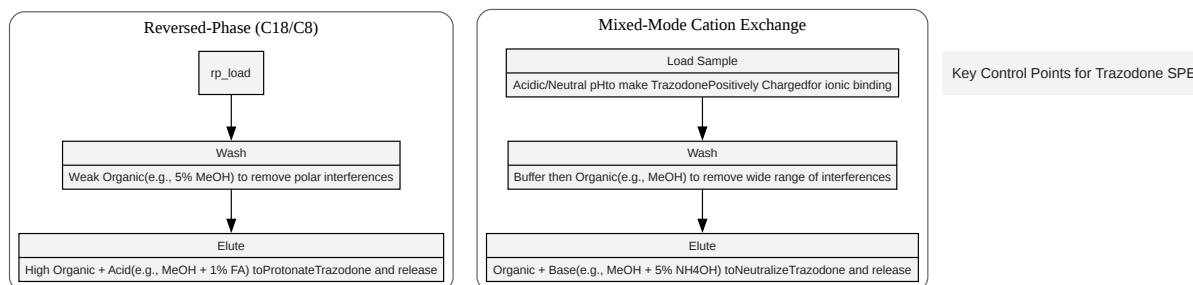 Reversed-Phase (C18/C8)
rp_load
Wash
Weak Organic(e.g., 5% MeOH) to remove polar interferences
Elute
High Organic + Acid(e.g., MeOH + 1% FA) toProtonateTrazodone and release
Mixed-Mode Cation Exchange
Load Sample
Acidic/Neutral pHto make TrazodonePositively Chargedfor ionic binding
Wash
Buffer then Organic(e.g., MeOH) to remove wide range of interferences
Elute
Organic + Base(e.g., MeOH + 5% NH4OH) toNeutralizeTrazodone and release
Key Control Points for Trazodone SPE